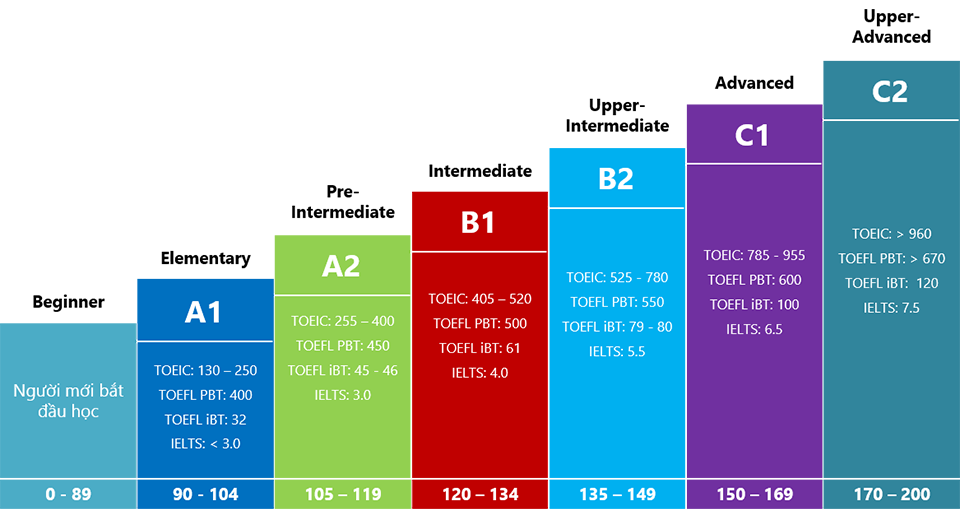 Beginner
Người mới bắt
đầu học
0 - 89
Elementary
A1
TOEIC: 130 – 250
TOEFL PBT: 400
TOEFL iBT: 32
IELTS: < 3.0
90 - 104
Pre-
Intermediate
A2
TOEIC: 255 – 400
TOEFL PBT: 450
TOEFL iBT: 45 - 46
IELTS: 3.0
105 – 119
Intermediate
B1
TOEIC: 405 – 520
TOEFL PBT: 500
TOEFL iBT: 61
IELTS: 4.0
120 – 134
Upper-
Intermediate
B2
TOEIC: 525 - 780
TOEFL PBT: 550
TOEFL iBT: 79 - 80
IELTS: 5.5
135 – 149
Advanced
C1
TOEIC: 785 - 955
TOEFL PBT: 600
TOEFL iBT: 100
IELTS: 6.5
150 – 169
Upper-
Advanced
C2
TOEIC: > 960
TOEFL PBT: > 670
TOEFL iBT: 120
IELTS: 7.5
170 – 200